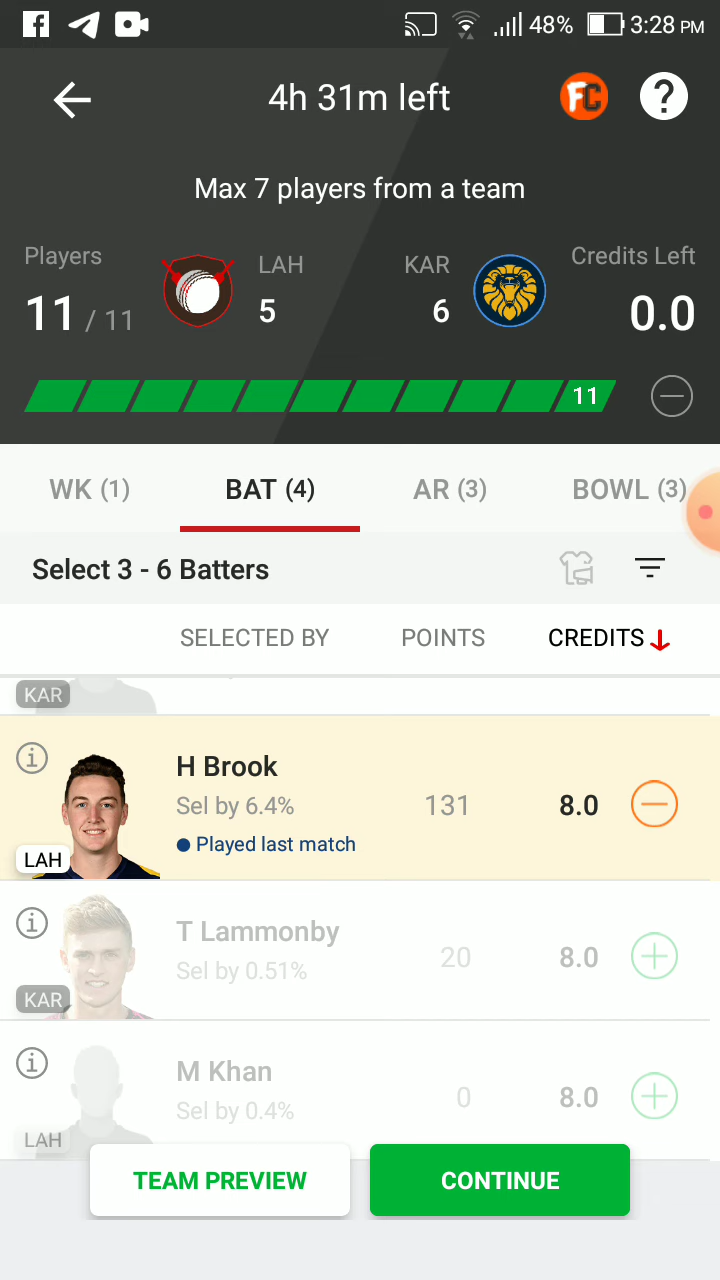 48% 3:28 PM
4h 31m left
FC ?
Max 7 players from a team
Players LAH KAR Credits Left
11 / 11 5 6 0.0
11
WK (1) BAT (4) AR (3) BOWL (3)
Select 3 - 6 Batters
SELECTED BY POINTS CREDITS
KAR
H Brook
Sel by 6.4% 131 8.0
Played last match
LAH
T Lammonby
Sel by 0.51% 20 8.0
KAR
M Khan
Sel by 0.4% 0 8.0
LAH
TEAM PREVIEW CONTINUE